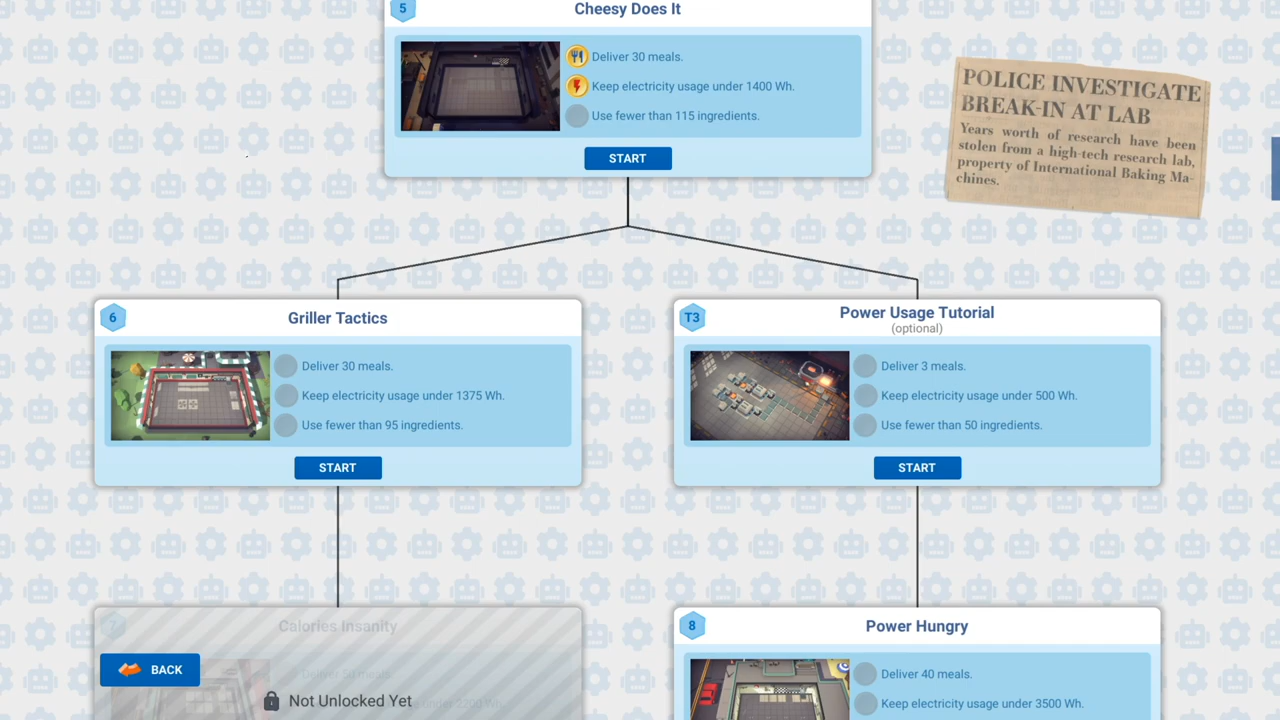 5
Cheesy Does It
Deliver 30 meals.
Keep electricity usage under 1400 Wh.
Use fewer than 115 ingredients.
START
POLICE INVESTIGATE
BREAK-IN AT LAB
Years worth of research have been
stolen from a high-tech research lab,
property of International Baking Ma-
chines.
6
Griller Tactics
Deliver 30 meals.
Keep electricity usage under 1375 Wh.
Use fewer than 95 ingredients.
START
T3
Power Usage Tutorial
(optional)
Deliver 3 meals.
Keep electricity usage under 500 Wh.
Use fewer than 50 ingredients.
START
7
Calories Insanity
BACK
Not Unlocked Yet
8
Power Hungry
Deliver 40 meals.
Keep electricity usage under 3500 Wh.